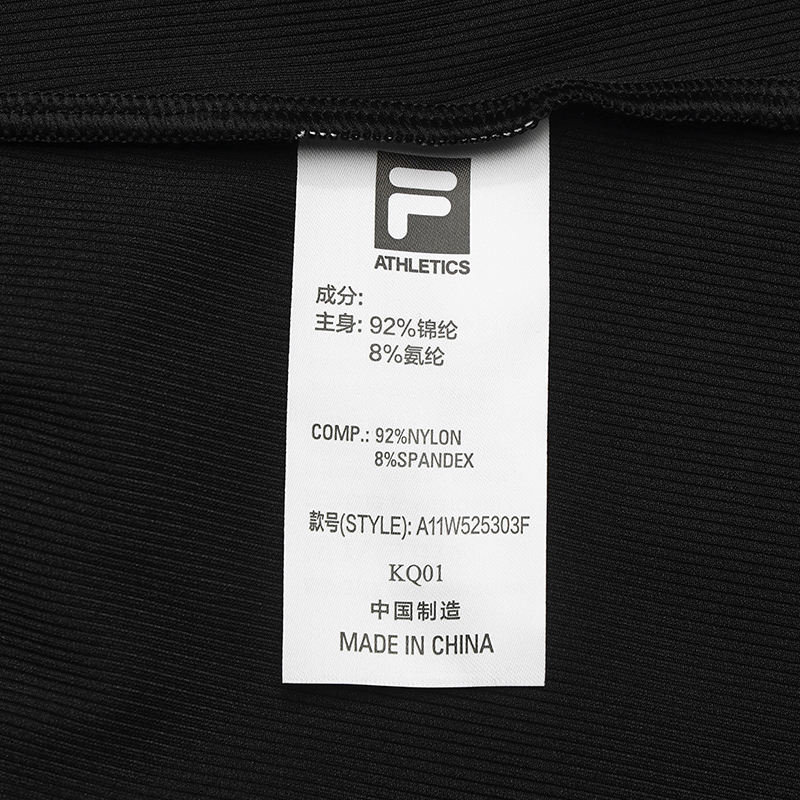 F
ATHLETICS
成分:
主身: 92%锦纶
8%氨纶
COMP.: 92%NYLON
8%SPANDEX
款号(STYLE): A11W525303F
KQ01
中国制造
MADE IN CHINA